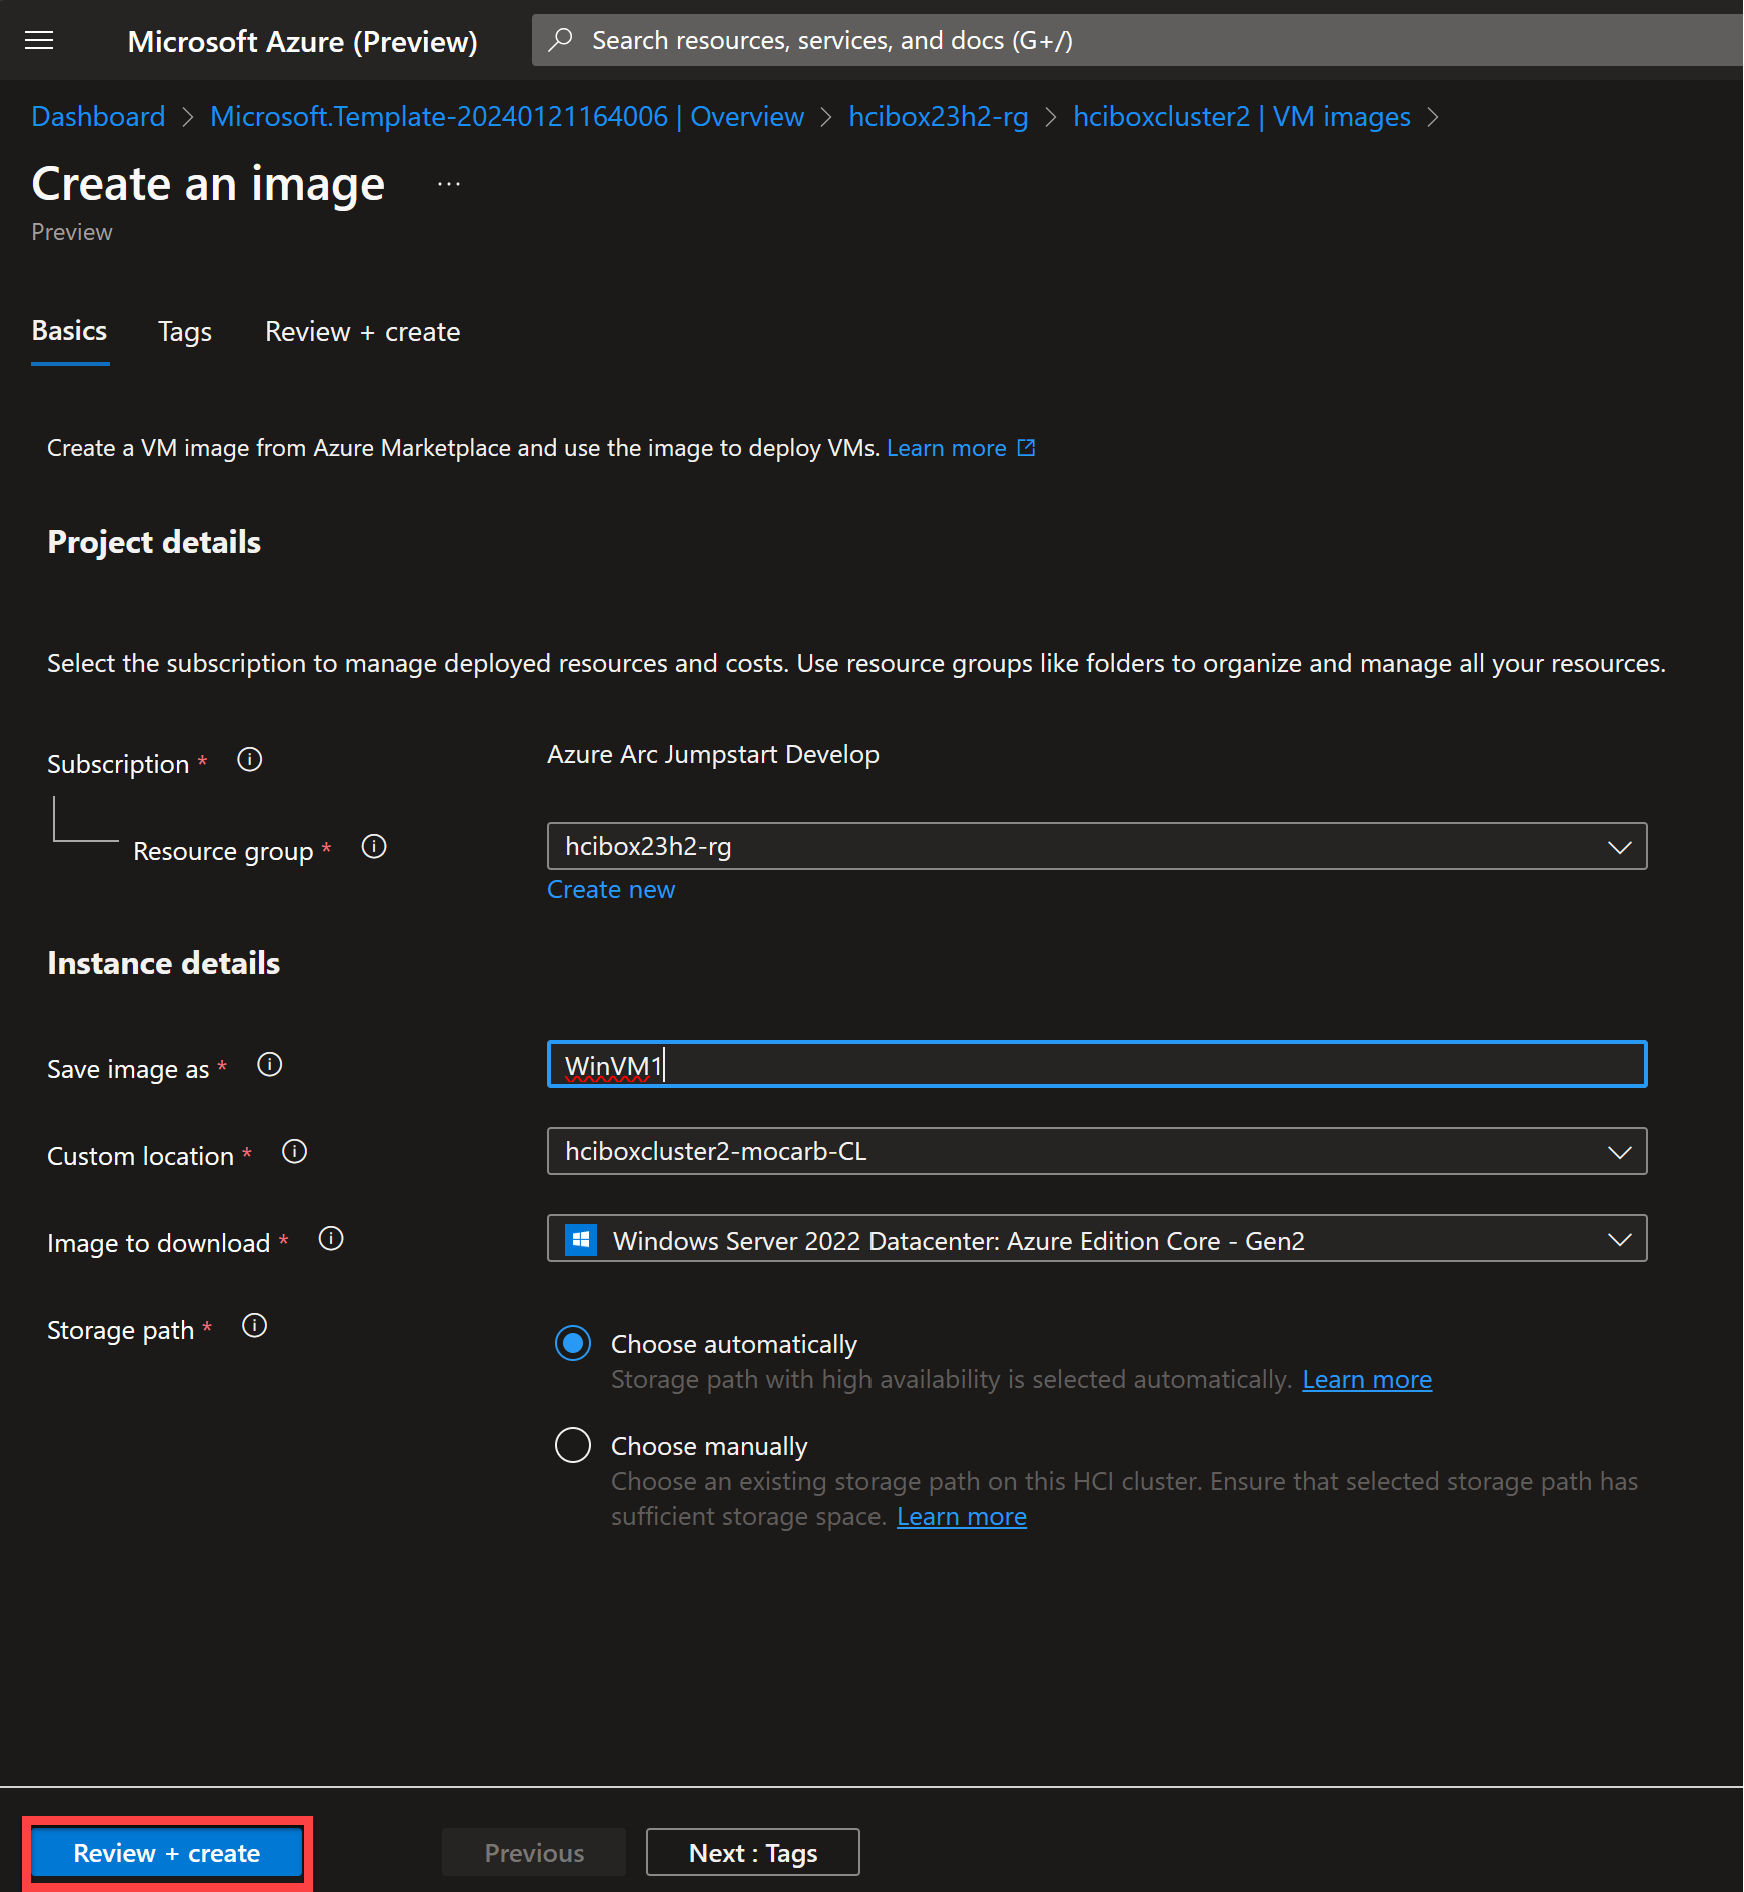 Microsoft Azure (Preview)
Search resources, services, and docs (G+/)
Dashboard > Microsoft.Template-20240121164006 | Overview > hcibox23h2-rg > hciboxcluster2 | VM images >
Create an image ...
Preview
Basics Tags Review + create
Create a VM image from Azure Marketplace and use the image to deploy VMs. Learn more
Project details
Select the subscription to manage deployed resources and costs. Use resource groups like folders to organize and manage all your resources.
Subscription * Azure Arc Jumpstart Develop
Resource group * hcibox23h2-rg
Create new
Instance details
Save image as * WinVM1
Custom location * hciboxcluster2-mocarb-CL
Image to download * Windows Server 2022 Datacenter: Azure Edition Core - Gen2
Storage path * Choose automatically
Storage path with high availability is selected automatically. Learn more
Choose manually
Choose an existing storage path on this HCI cluster. Ensure that selected storage path has
sufficient storage space. Learn more
Review + create Previous Next : Tags